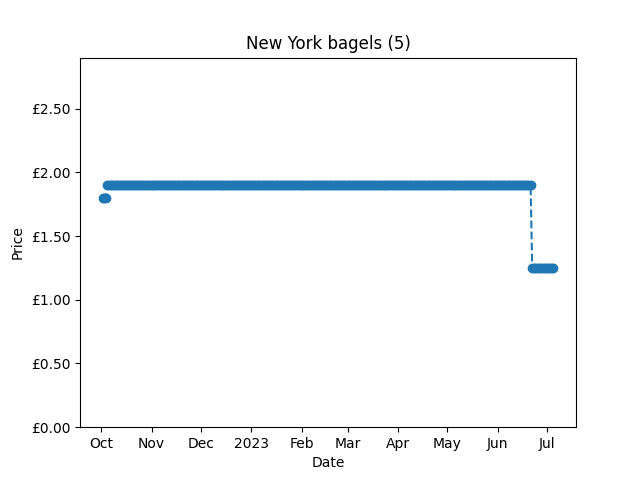 New York bagels (5)
£2.50
£2.00
£1.50
£1.00
£0.50
£0.00
Price
Oct Nov Dec 2023 Feb Mar Apr May Jun Jul
Date